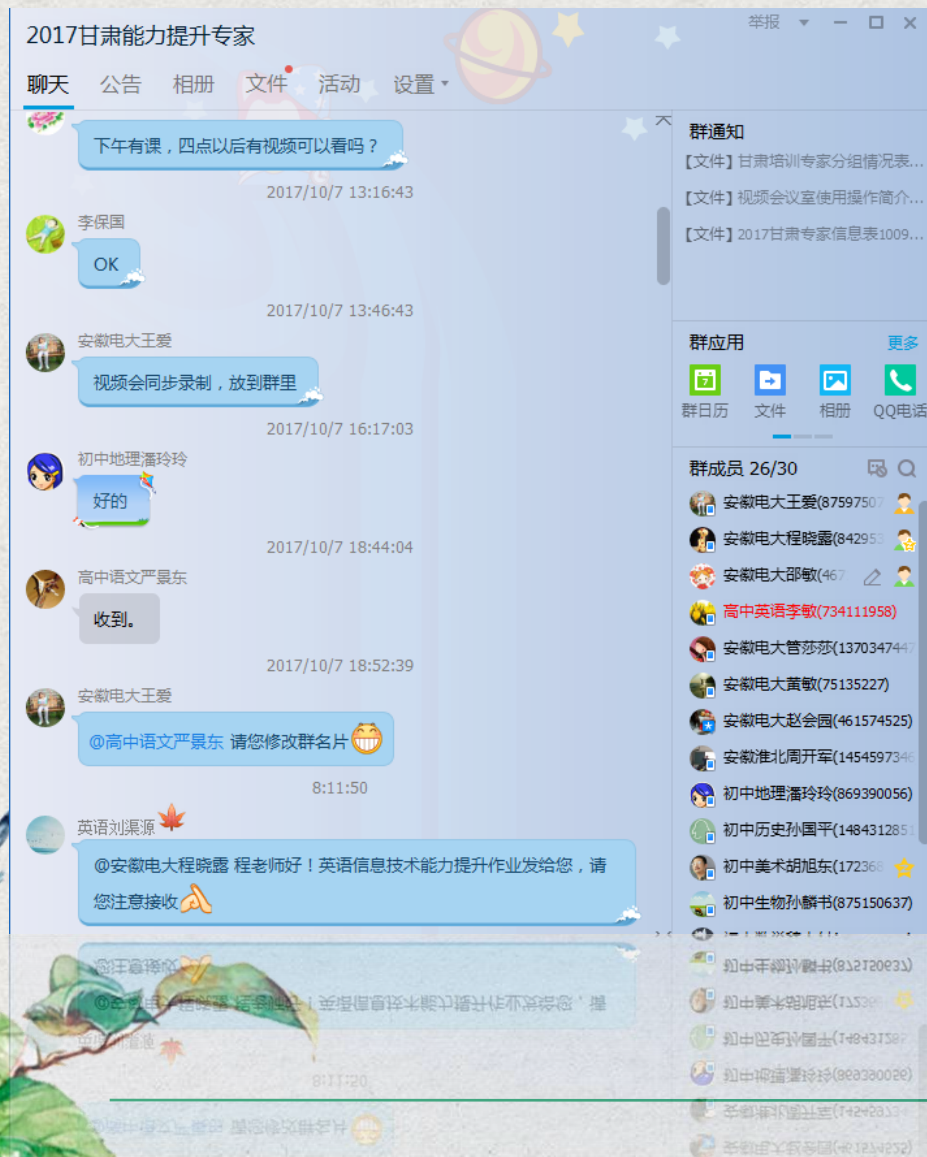 2017甘肃能力提升专家
举报
聊天 公告 相册 文件 活动 设置
下午有课，四点以后有视频可以看吗？
2017/10/7 13:16:43
李保国
OK
2017/10/7 13:46:43
安徽电大王爱
视频会同步录制，放到群里
2017/10/7 16:17:03
初中地理潘玲玲
好的
2017/10/7 18:44:04
高中语文严景东
收到。
2017/10/7 18:52:39
安徽电大王爱
@高中语文严景东 请您修改群名片
8:11:50
英语刘渠源
@安徽电大程晓露 程老师好！英语信息技术能力提升作业发给您，请
您注意接收
群通知
【文件】甘肃培训专家分组情况表...
【文件】视频会议室使用操作简介...
【文件】2017甘肃专家信息表1009...
群应用 更多
7
群日历 文件 相册 QQ电话
群成员 26/30
安徽电大王爱(87597507
安徽电大程晓露(842953
安徽电大邵敏(467
高中英语李敏(734111958)
安徽电大管莎莎(1370347447
安徽电大黄敏(75135227)
安徽电大赵会园(461574525)
安徽淮北周开军(1454597346
初中地理潘玲玲(869390056)
初中历史孙国平(1484312851
初中美术胡旭东(172368
初中生物孙麟书(875150637)